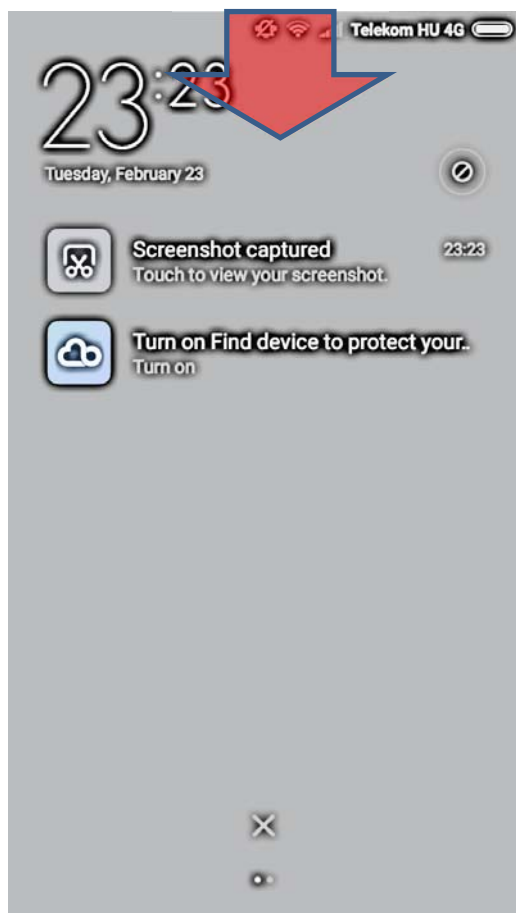 Telekom HU 4G
23:23
Tuesday, February 23
Screenshot captured
23:23
Touch to view your screenshot.
Turn on Find device to protect your..
Turn on